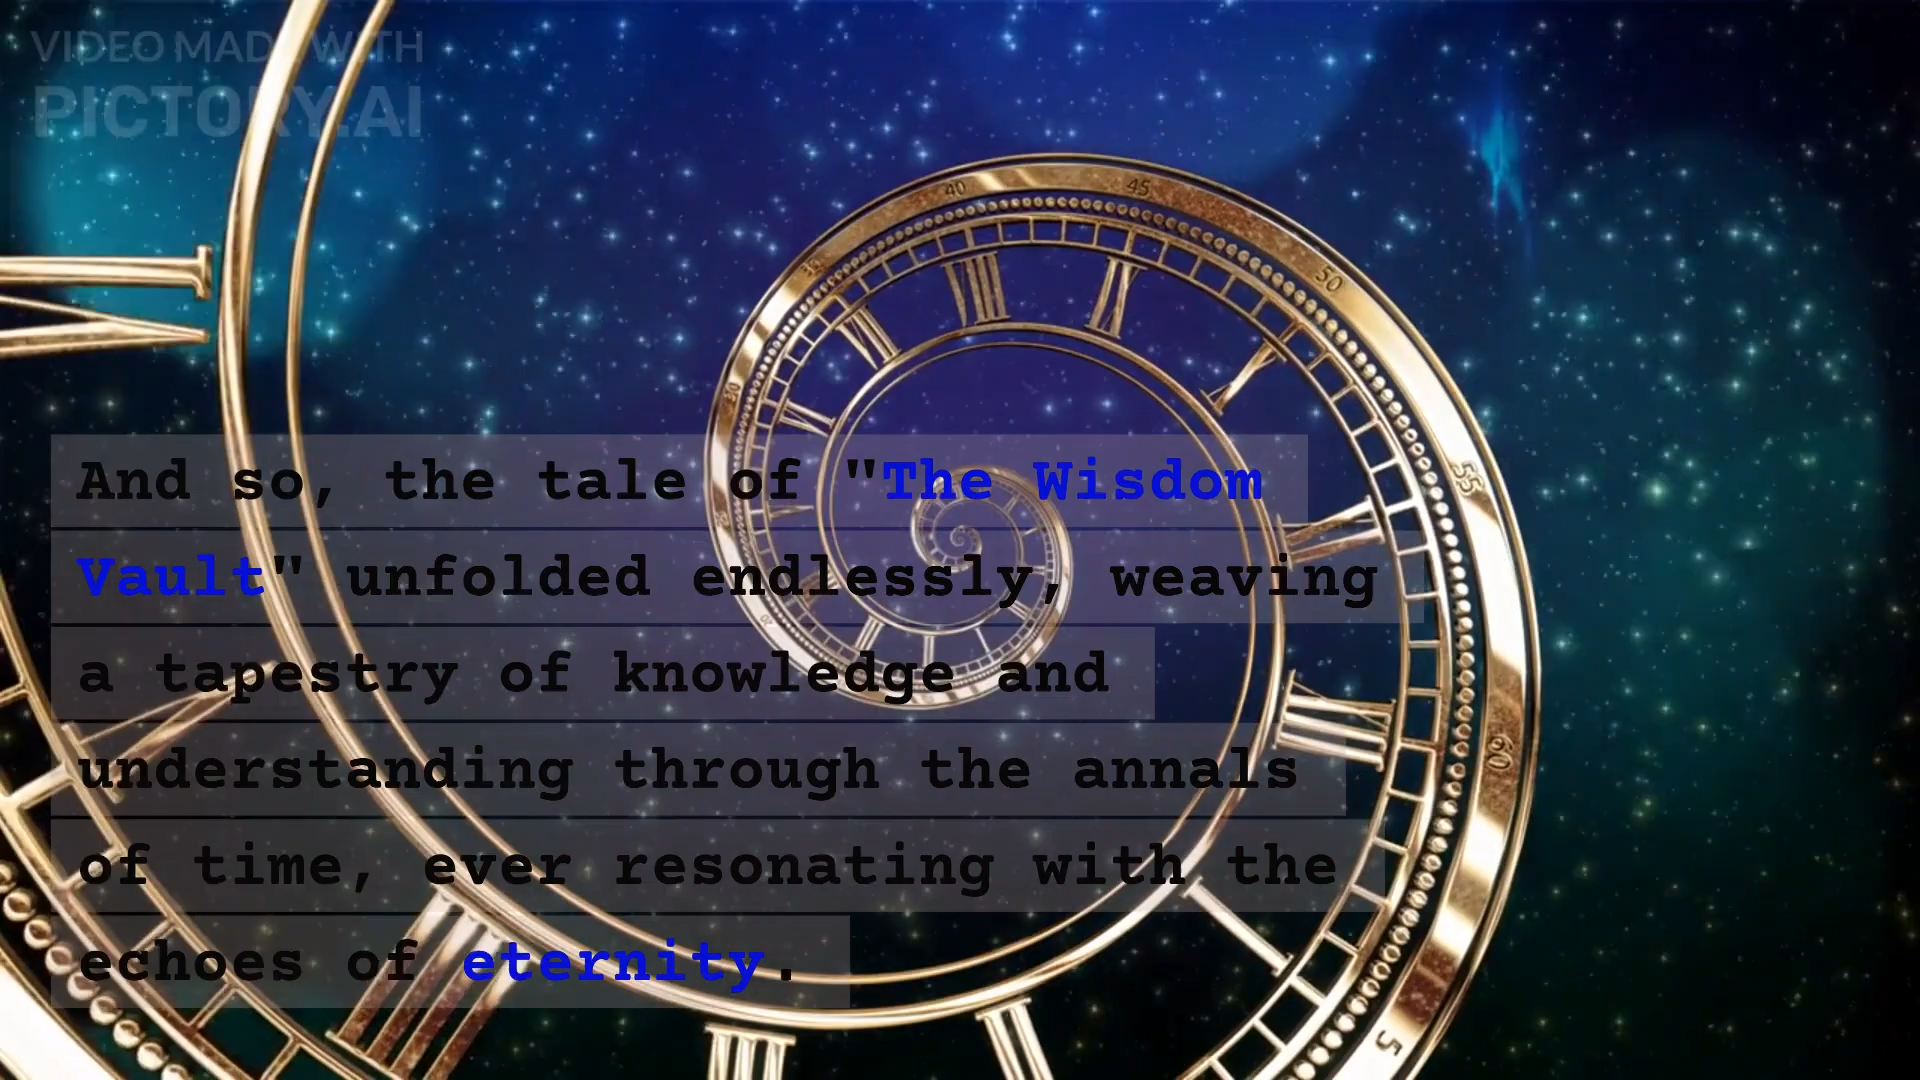 VIDEO MADE WITH
PICTORY.AI
40
45
50
55
60
5
And so, the tale of "The Wisdom
Vault" unfolded endlessly, weaving
a tapestry of knowledge and
understanding through the annals
of time, ever resonating with the
echoes of eternity.